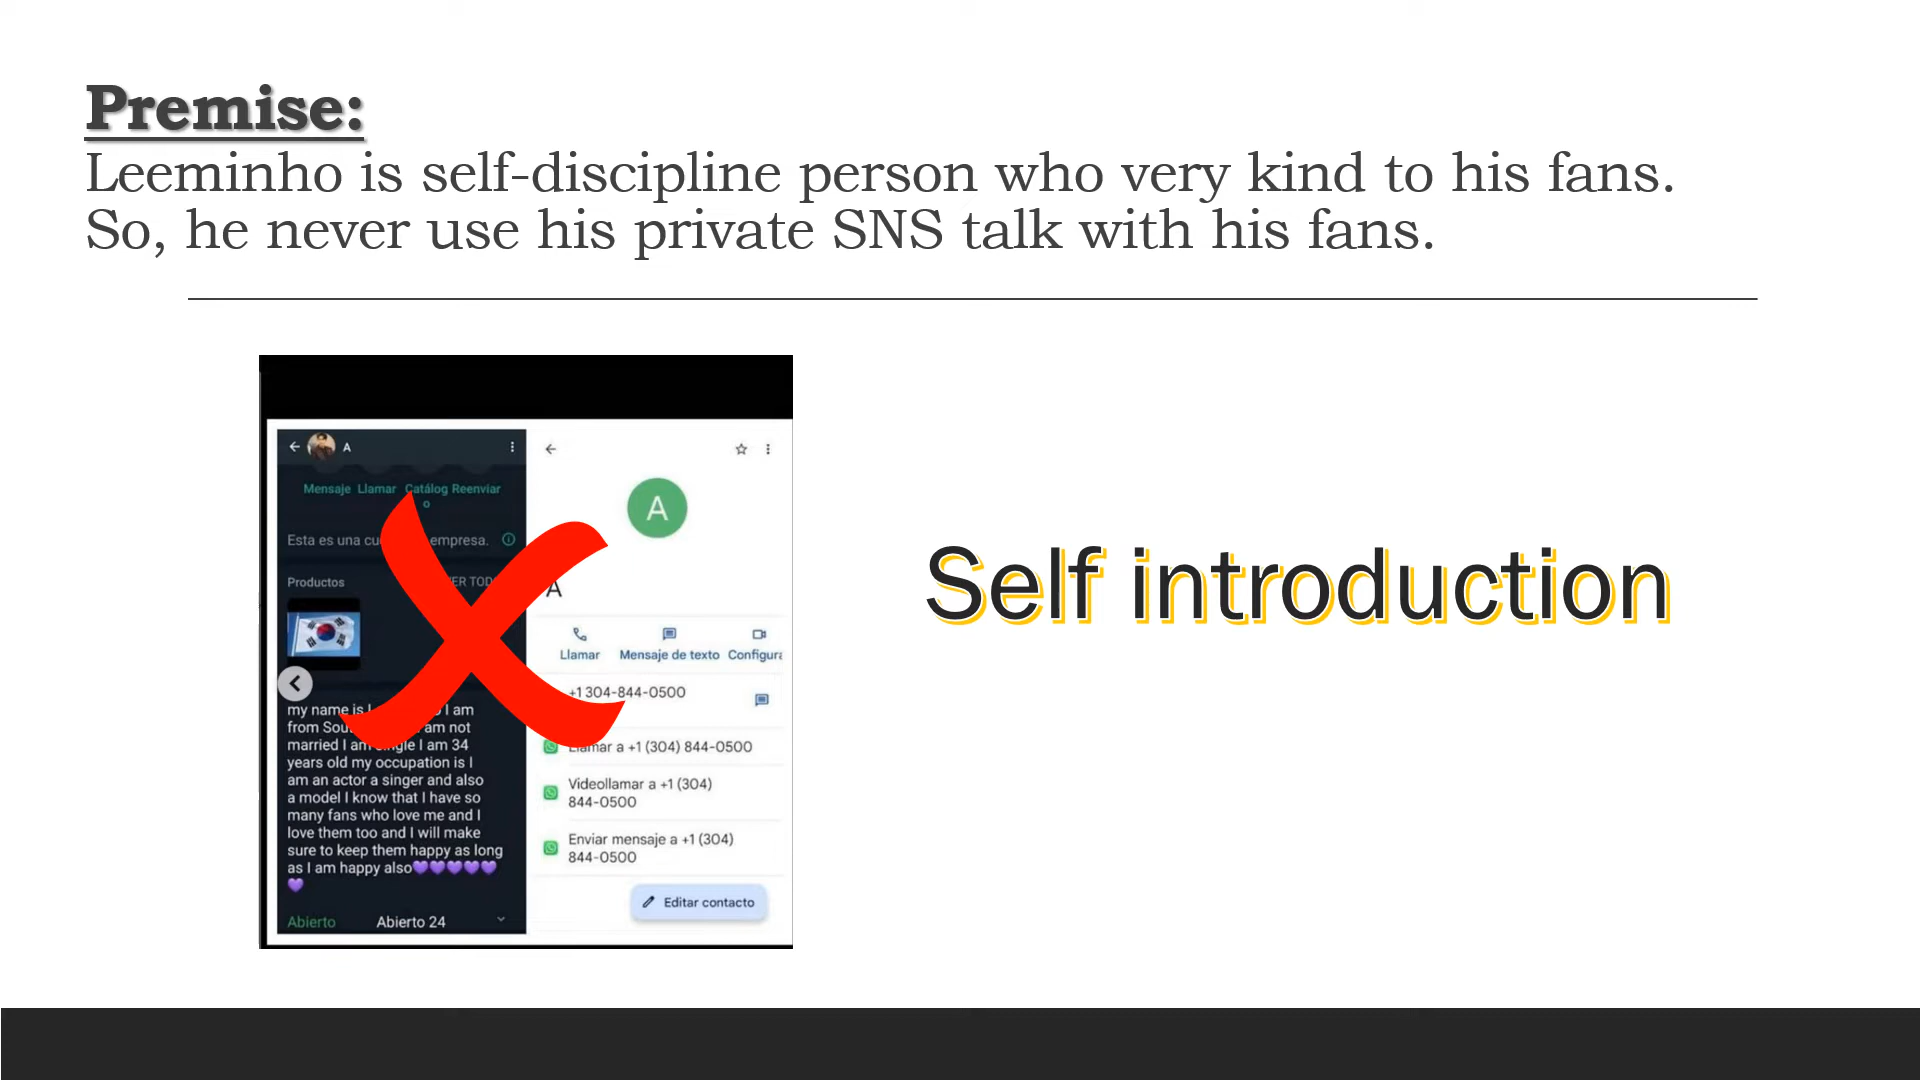 Premise:
Leeminho is self-discipline person who very kind to his fans.
So, he never use his private SNS talk with his fans.
A
Mensaje Llamar Catálog Reenviar
o
Esta es una empresa.
Productos
my name is I am
from am not
married I am 34
years old my occupation is I
am an actor a singer and also
a model I know that I have so
many fans who love me and I
love them too and I will make
sure to keep them happy as long
as I am happy also💜💜💜💜💜
💜
Abierto Abierto 24
A
A
Llamar Mensaje de texto
+1 304-844-0500
Llamar a +1 (304) 844-0500
Videollamar a +1 (304)
844-0500
Enviar mensaje a +1 (304)
844-0500
Editar contacto
Self introduction